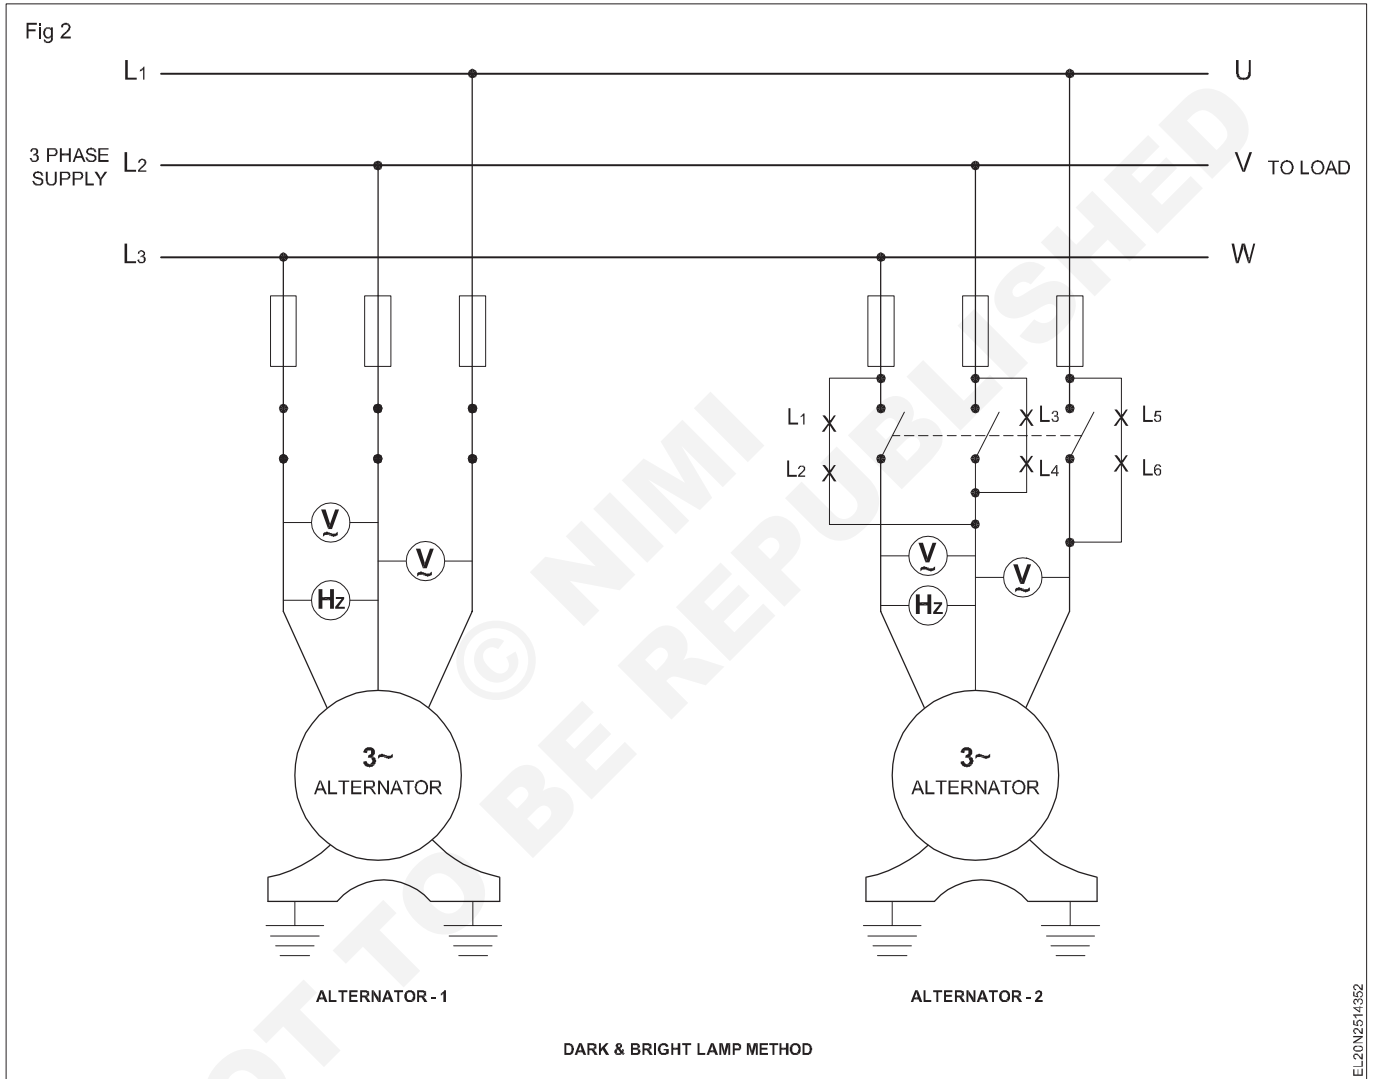 Fig 2
L1
U
3 PHASE
SUPPLY
L2
V
TO LOAD
L3
W
L1
L3
L5
L2
L4
L6
V
~
V
~
Hz
V
~
V
~
Hz
3~
ALTERNATOR
3~
ALTERNATOR
ALTERNATOR - 1
ALTERNATOR - 2
DARK & BRIGHT LAMP METHOD
EL20N2514352
© NIMI
NOT TO BE REPUBLISHED